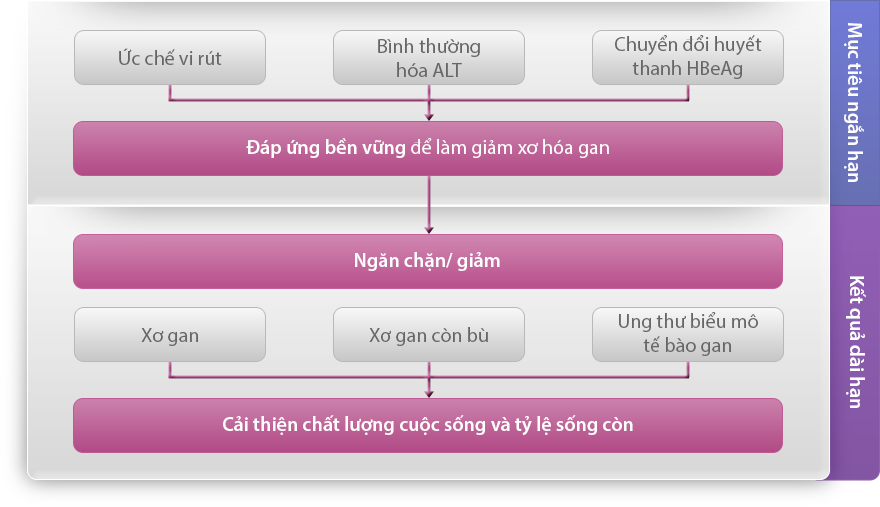 Ức chế vi rút
Bình thường
hóa ALT
Chuyển đổi huyết
thanh HBeAg
Mục tiêu ngắn hạn
Đáp ứng bền vững để làm giảm xơ hóa gan
Ngăn chặn/ giảm
Xơ gan
Xơ gan còn bù
Ung thư biểu mô
tế bào gan
Kết quả dài hạn
Cải thiện chất lượng cuộc sống và tỷ lệ sống còn